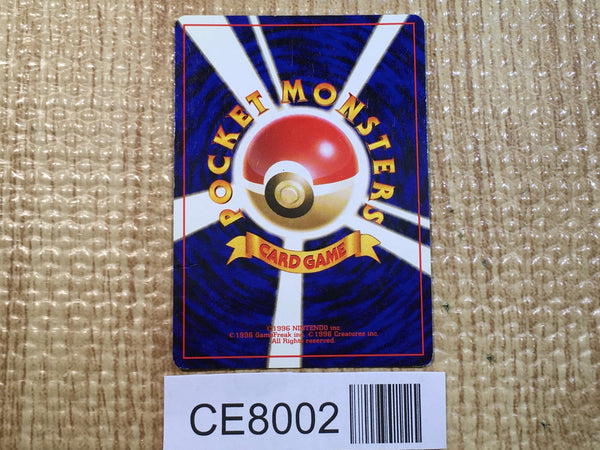 POCKET MONSTERS
CARD GAME
©1996 NINTENDO inc.
©1996 GameFreak inc. ©1996 Creatures inc.
All Rights reserved.
CE8002